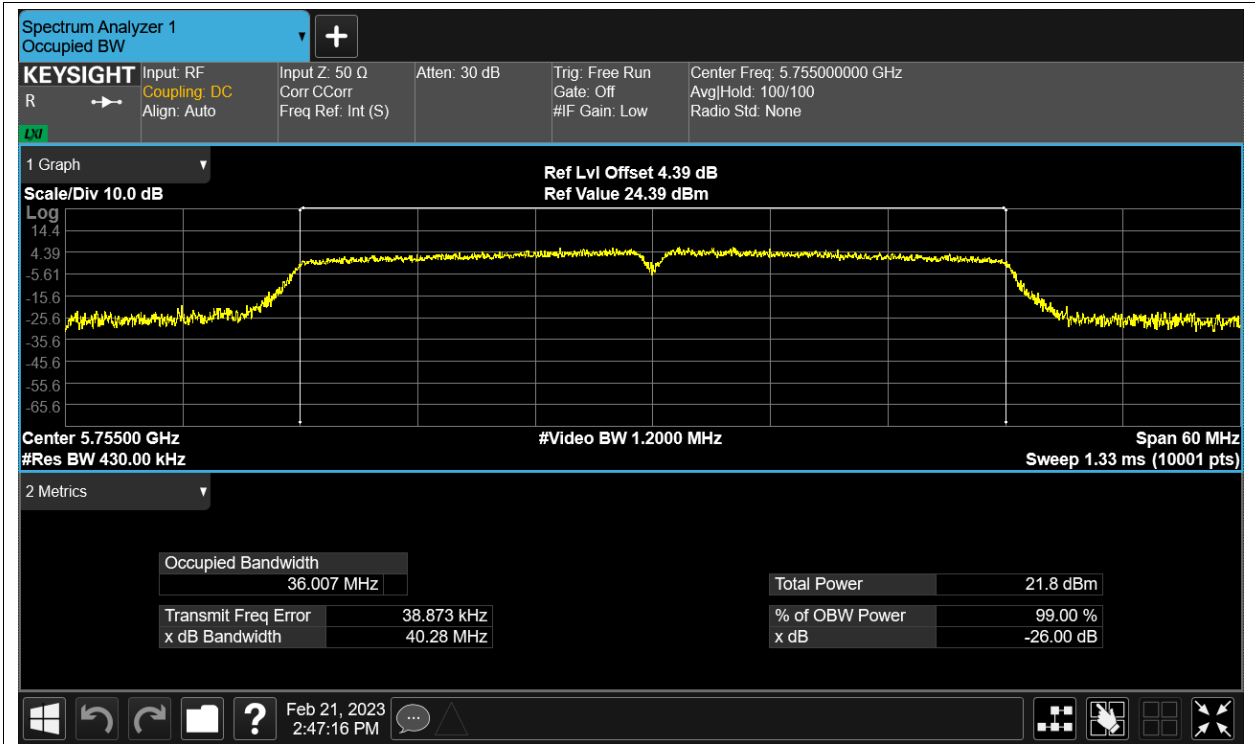 Spectrum Analyzer 1
Occupied BW
KEYSIGHT
R
LXI
Input: RF
Coupling: DC
Align: Auto
Input Z: 50 Ω
Corr CCorr
Freq Ref: Int (S)
Atten: 30 dB
Trig: Free Run
Gate: Off
#IF Gain: Low
Center Freq: 5.755000000 GHz
Avg|Hold: 100/100
Radio Std: None
1 Graph
Scale/Div 10.0 dB
Ref Lvl Offset 4.39 dB
Ref Value 24.39 dBm
Log
14.4
4.39
-5.61
-15.6
-25.6
-35.6
-45.6
-55.6
-65.6
Center 5.75500 GHz
#Video BW 1.2000 MHz
Span 60 MHz
#Res BW 430.00 kHz
Sweep 1.33 ms (10001 pts)
2 Metrics
Occupied Bandwidth
36.007 MHz
Total Power 21.8 dBm
Transmit Freq Error 38.873 kHz
% of OBW Power 99.00 %
x dB Bandwidth 40.28 MHz
x dB -26.00 dB
?
Feb 21, 2023
2:47:16 PM